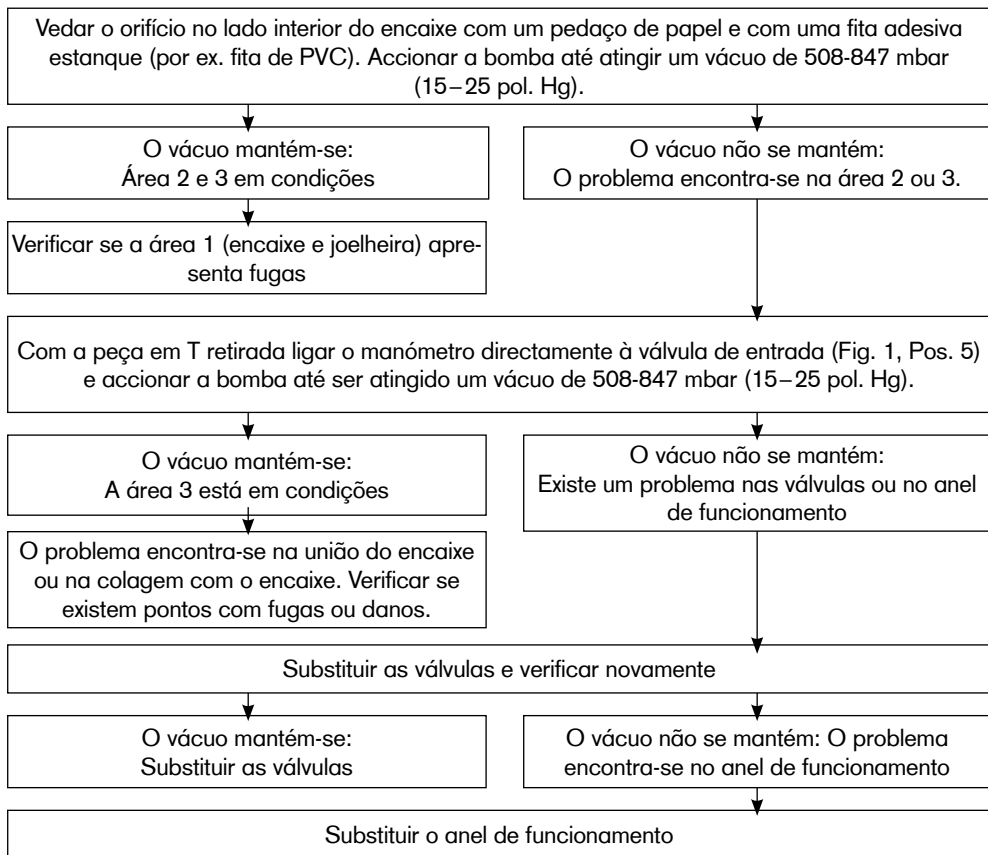 Vedar o orifício no lado interior do encaixe com um pedaço de papel e com uma fita adesiva
estanque (por ex. fita de PVC). Accionar a bomba até atingir um vácuo de 508-847 mbar
(15–25 pol. Hg).
O vácuo mantém-se:
Área 2 e 3 em condições
O vácuo não se mantém:
O problema encontra-se na área 2 ou 3.
Verificar se a área 1 (encaixe e joelheira) apre-
senta fugas
Com a peça em T retirada ligar o manómetro directamente à válvula de entrada (Fig. 1, Pos. 5)
e accionar a bomba até ser atingido um vácuo de 508-847 mbar (15–25 pol. Hg).
O vácuo mantém-se:
A área 3 está em condições
O vácuo não se mantém:
Existe um problema nas válvulas ou no anel
de funcionamento
O problema encontra-se na união do encaixe
ou na colagem com o encaixe. Verificar se
existem pontos com fugas ou danos.
Substituir as válvulas e verificar novamente
O vácuo mantém-se:
Substituir as válvulas
O vácuo não se mantém: O problema
encontra-se no anel de funcionamento
Substituir o anel de funcionamento